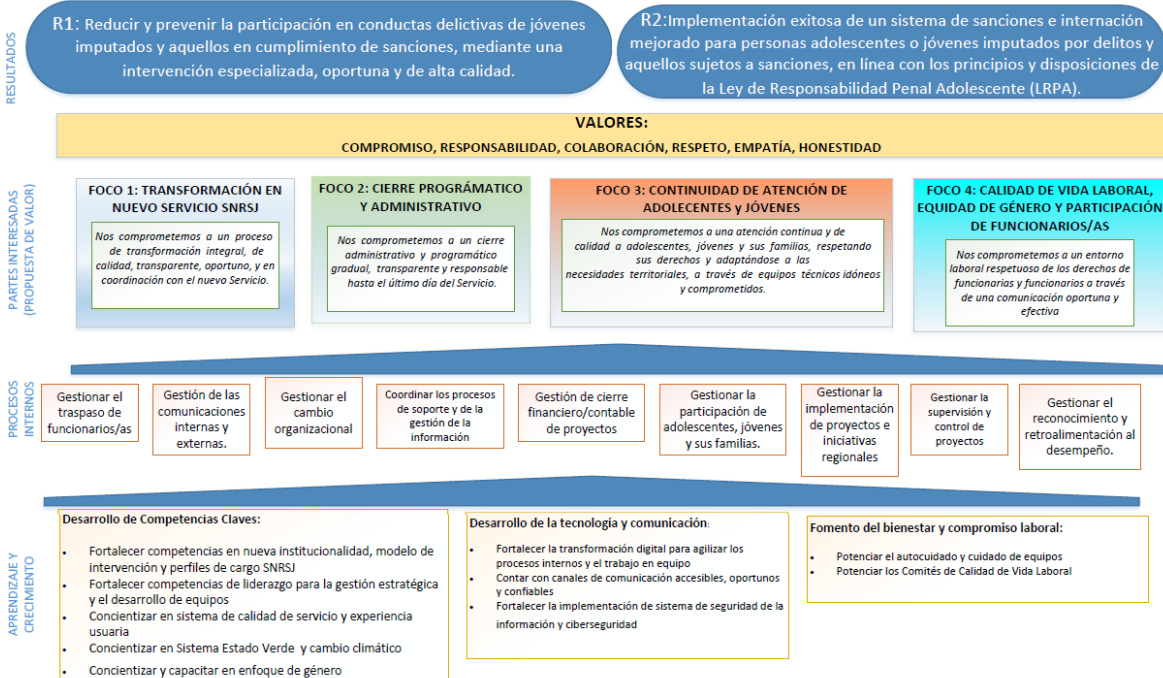 RESULTADOS
R1: Reducir y prevenir la participación en conductas delictivas de jóvenes
imputados y aquellos en cumplimiento de sanciones, mediante una
intervención especializada, oportuna y de alta calidad.
R2:Implementación exitosa de un sistema de sanciones e internación
mejorado para personas adolescentes o jóvenes imputados por delitos y
aquellos sujetos a sanciones, en línea con los principios y disposiciones de
la Ley de Responsabilidad Penal Adolescente (LRPA).
VALORES:
COMPROMISO, RESPONSABILIDAD, COLABORACIÓN, RESPETO, EMPATÍA, HONESTIDAD
PARTES INTERESADAS
(PROPUESTA DE VALOR)
FOCO 1: TRANSFORMACIÓN EN
NUEVO SERVICIO SNRSJ
Nos comprometemos a un proceso
de transformación integral, de
calidad, transparente, oportuno, y en
coordinación con el nuevo Servicio.
FOCO 2: CIERRE PROGRÁMATICO
Y ADMINISTRATIVO
Nos comprometemos a un cierre
administrativo y programático
gradual, transparente y responsable
hasta el último día del Servicio.
FOCO 3: CONTINUIDAD DE ATENCIÓN DE
ADOLECENTES y JÓVENES
Nos comprometemos a una atención continua y de
calidad a adolescentes, jóvenes y sus familias, respetando
sus derechos y adaptándose a las
necesidades territoriales, a través de equipos técnicos idóneos
y comprometidos.
FOCO 4: CALIDAD DE VIDA LABORAL,
EQUIDAD DE GÉNERO Y PARTICIPACIÓN
DE FUNCIONARIOS/AS
Nos comprometemos a un entorno
laboral respetuoso de los derechos de
funcionarias y funcionarios a través
de una comunicación oportuna y
efectiva
PROCESOS
INTERNOS
Gestionar el
traspaso de
funcionarios/as
Gestión de las
comunicaciones
internas y
externas.
Gestionar el
cambio
organizacional
Coordinar los procesos
de soporte y de la
gestión de la
información
Gestión de cierre
financiero/contable
de proyectos
Gestionar la
participación de
adolescentes, jóvenes
y sus familias.
Gestionar la
implementación
de proyectos e
iniciativas
regionales
Gestionar la
supervisión y
control de
proyectos
Gestionar el
reconocimiento y
retroalimentación al
desempeño.
APRENDIZAJE Y
CRECIMIENTO
Desarrollo de Competencias Claves:
• Fortalecer competencias en nueva institucionalidad, modelo de
intervención y perfiles de cargo SNRSJ
• Fortalecer competencias de liderazgo para la gestión estratégica
y el desarrollo de equipos
• Concientizar en sistema de calidad de servicio y experiencia
usuaria
• Concientizar en Sistema Estado Verde y cambio climático
• Concientizar y capacitar en enfoque de género
Desarrollo de la tecnología y comunicación:
• Fortalecer la transformación digital para agilizar los
procesos internos y el trabajo en equipo
• Contar con canales de comunicación accesibles, oportunos
y confiables
• Fortalecer la implementación de sistema de seguridad de la
información y ciberseguridad
Fomento del bienestar y compromiso laboral:
• Potenciar el autocuidado y cuidado de equipos
• Potenciar los Comités de Calidad de Vida Laboral